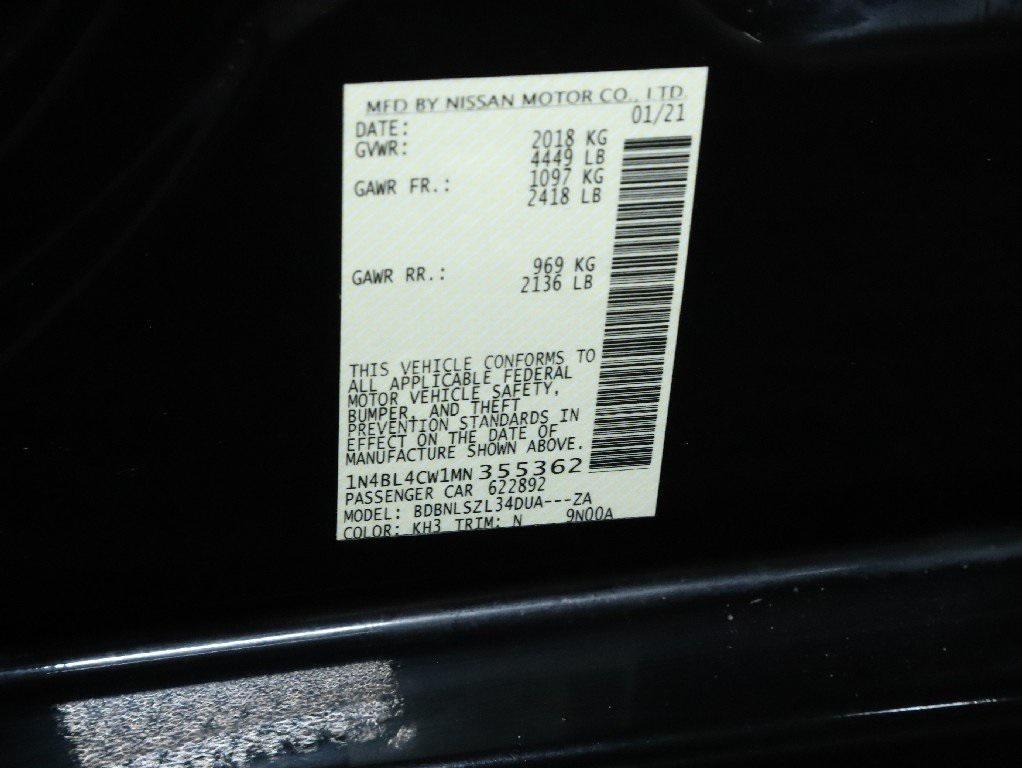 MFD BY NISSAN MOTOR CO., LTD.
DATE: 01/21
GVWR: 2018 KG
4449 LB
GAWR FR.: 1097 KG
2418 LB
GAWR RR.: 969 KG
2136 LB
THIS VEHICLE CONFORMS TO
ALL APPLICABLE FEDERAL
MOTOR VEHICLE SAFETY,
BUMPER, AND THEFT
PREVENTION STANDARDS IN
EFFECT ON THE DATE OF
MANUFACTURE SHOWN ABOVE.
1N4BL4CW1MN 355362
PASSENGER CAR 622892
MODEL: BDBNLSZL34DUA---ZA
COLOR: KH3 TRIM: N 9N00A